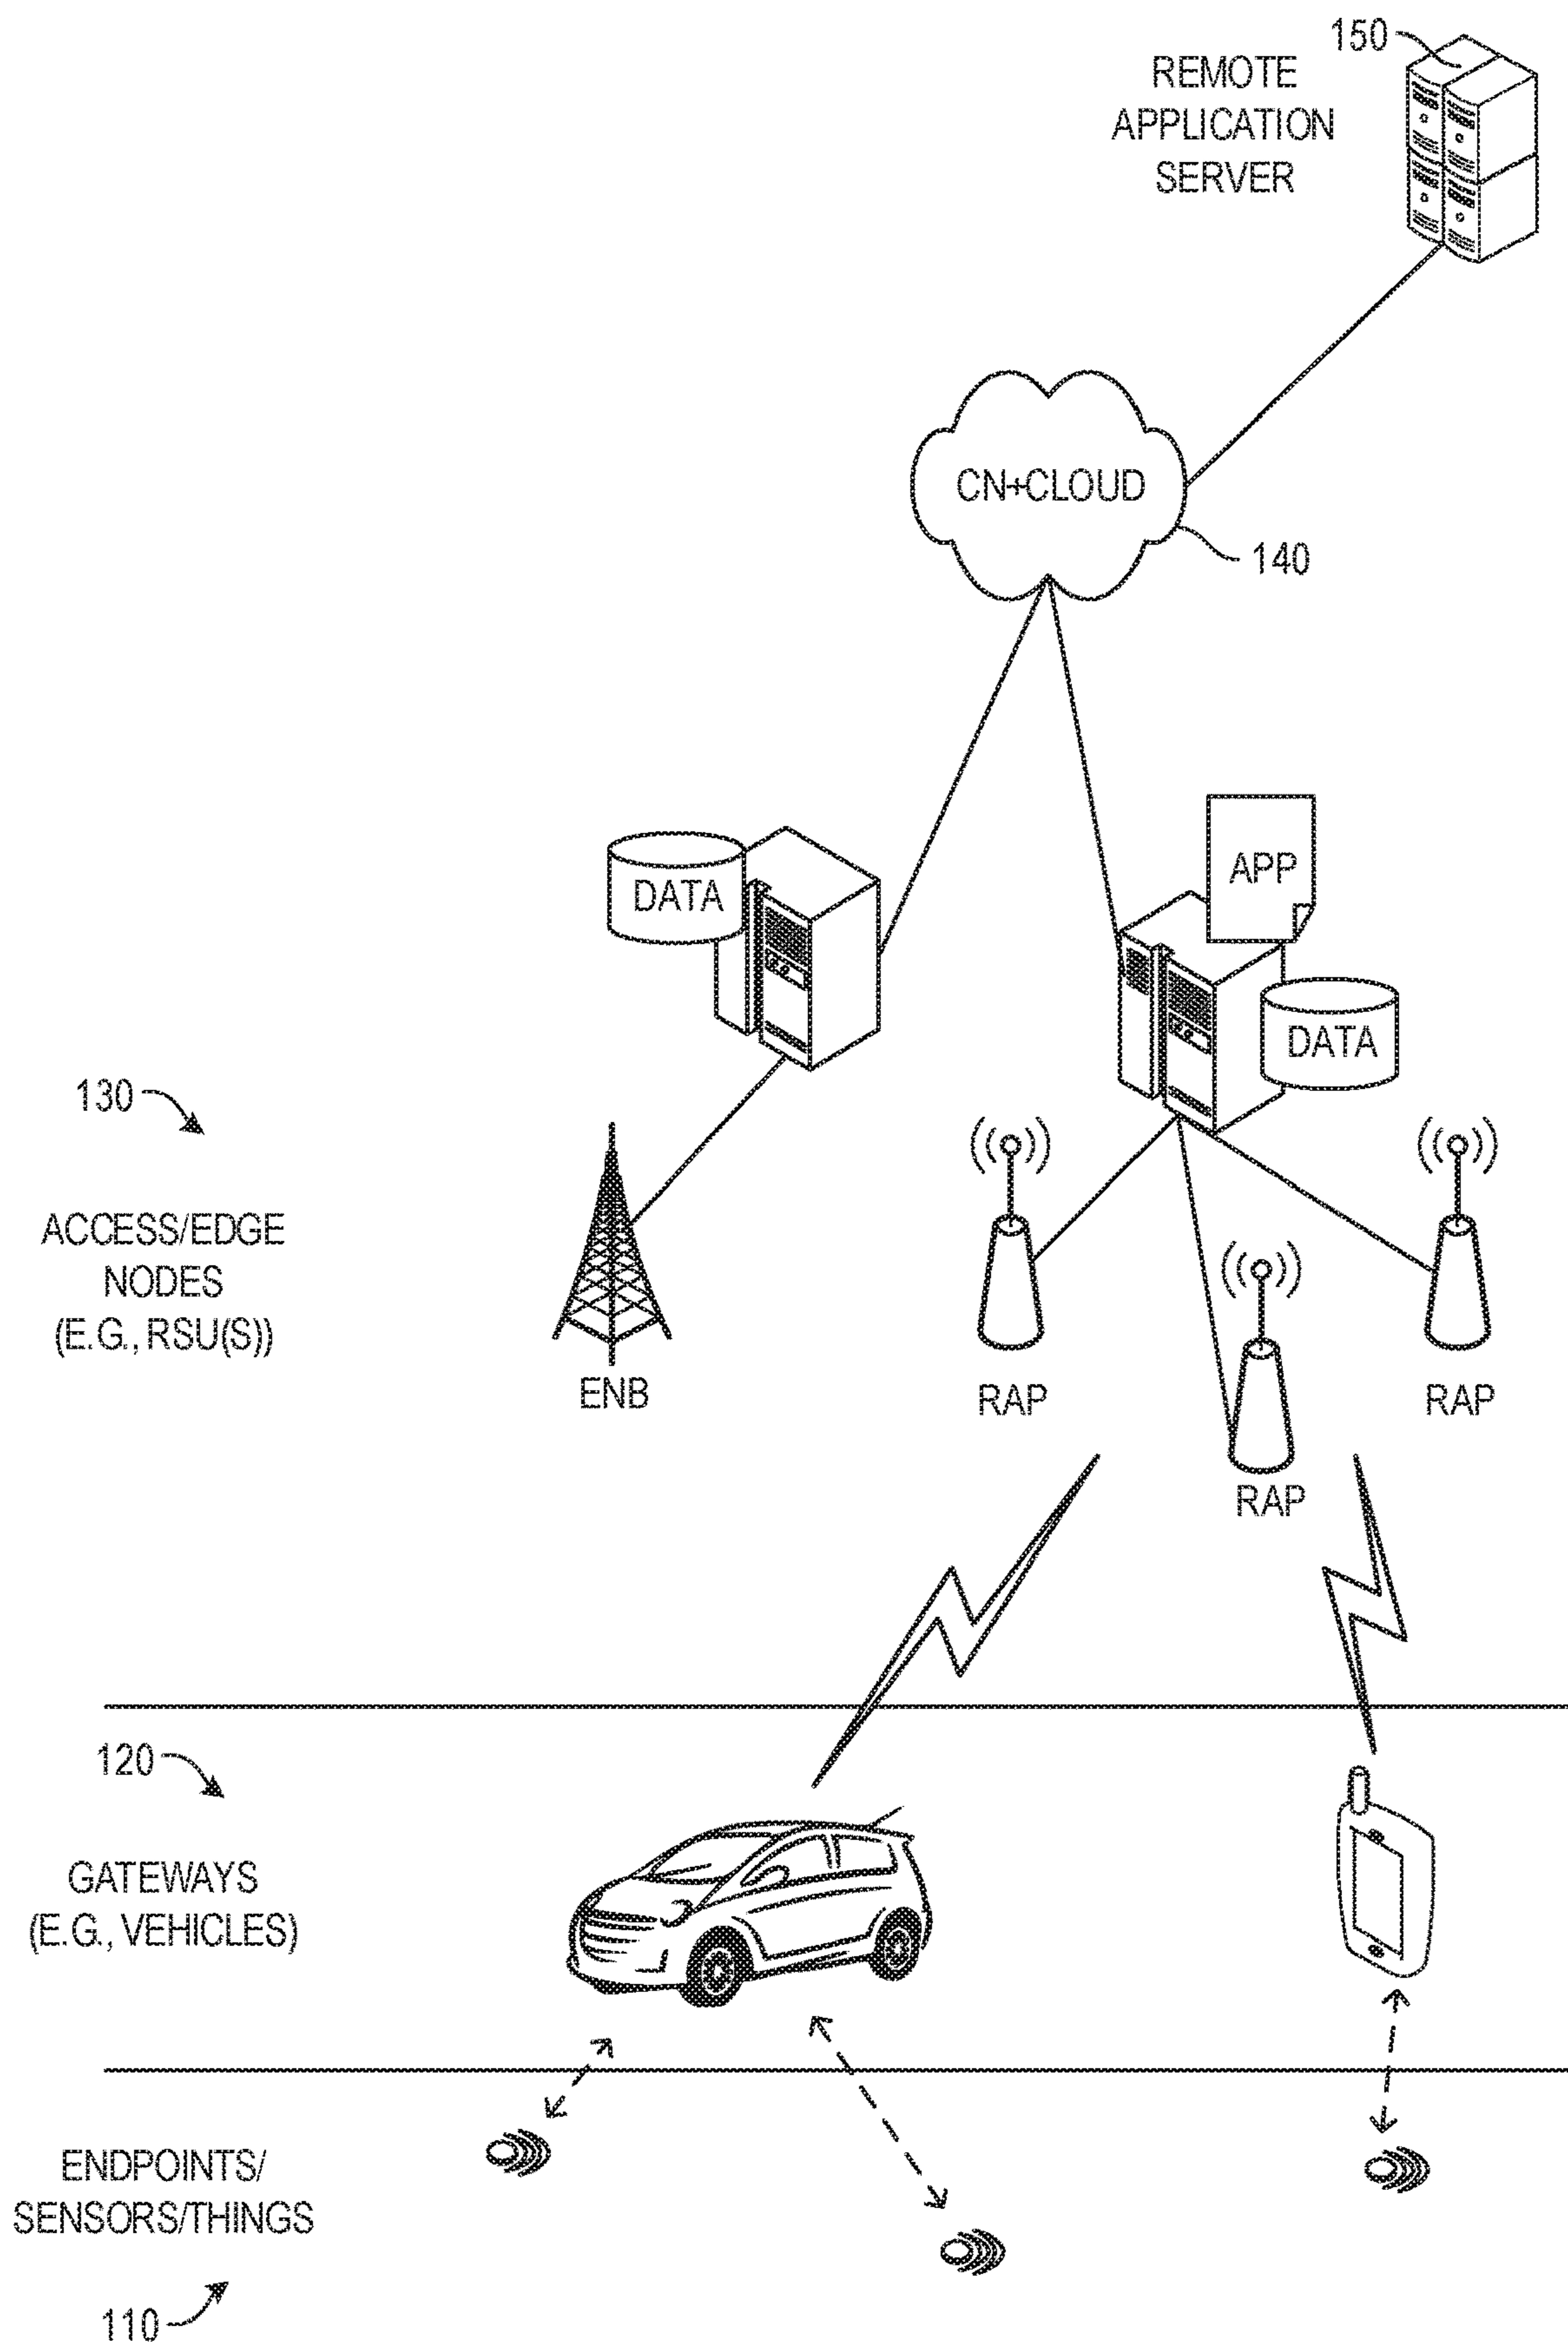 150
REMOTE
APPLICATION
SERVER
CN+CLOUD
140
APP
DATA
DATA
130
ACCESS/EDGE
NODES
(E.G., RSU(S))
ENB
RAP
RAP
RAP
120
GATEWAYS
(E.G., VEHICLES)
ENDPOINTS/
SENSORS/THINGS
110